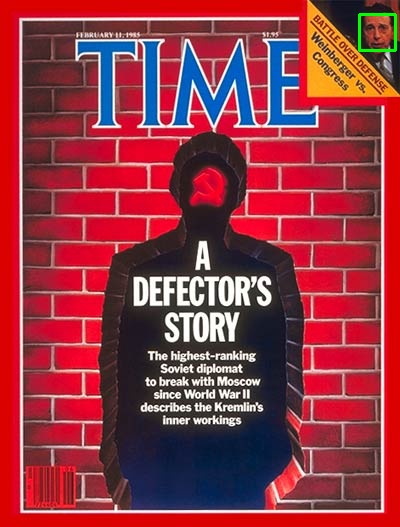 FEBRUARY 11, 1985 $1.95
TIME
BATTLE OVER DEFENSE
Weinberger vs.
Congress
A
DEFECTOR'S
STORY
The highest-ranking
Soviet diplomat
to break with Moscow
since World War II
describes the Kremlin's
inner workings